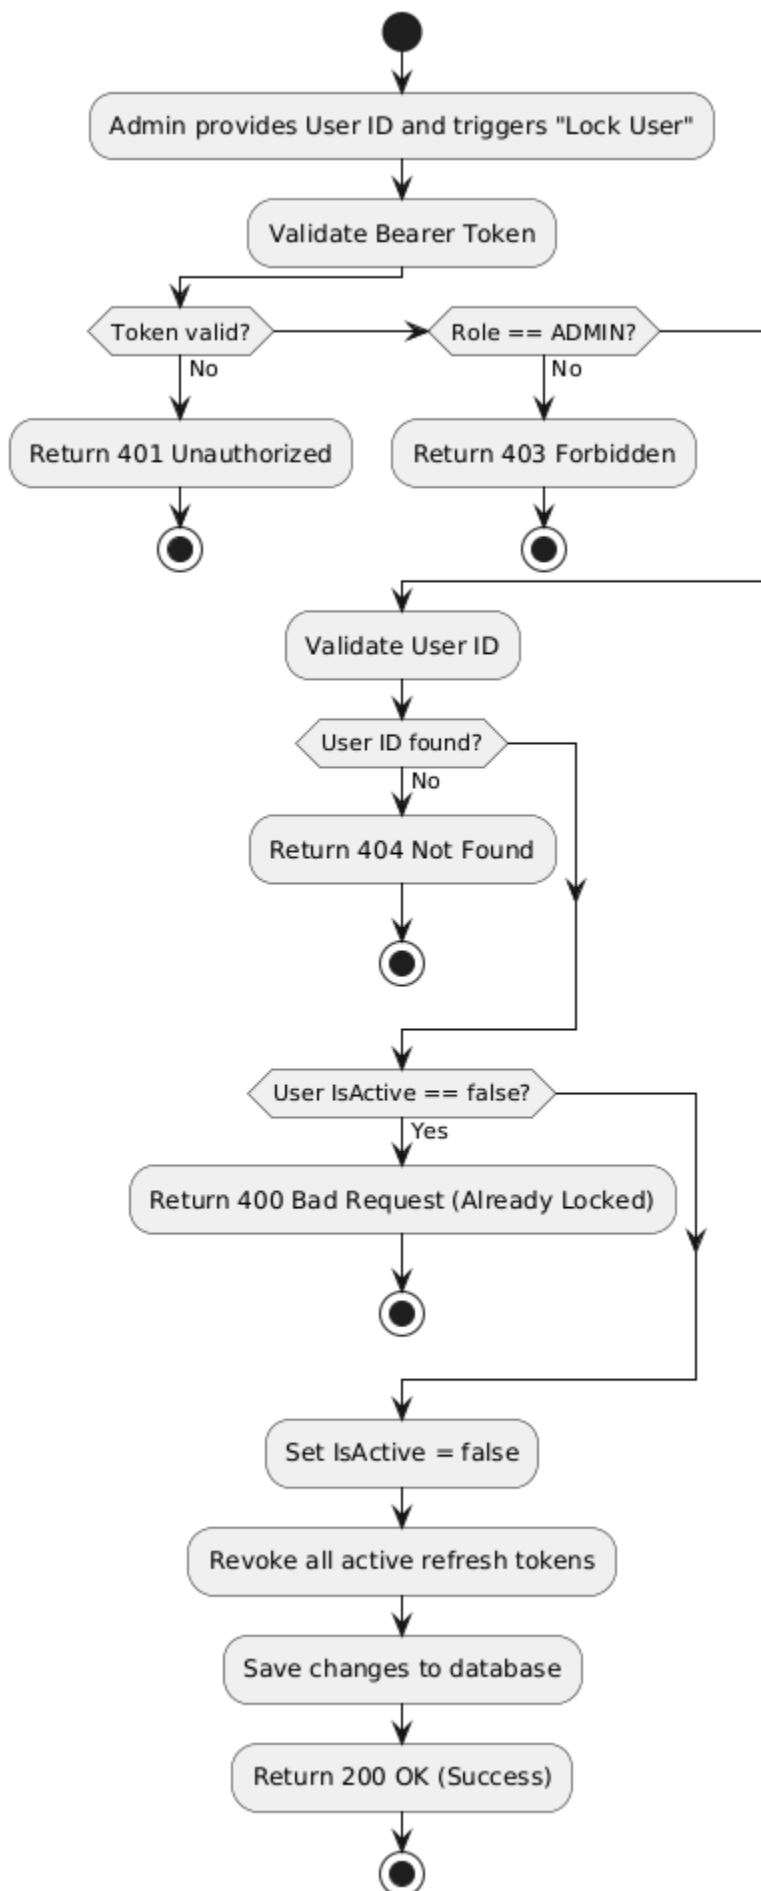 Admin provides User ID and triggers "Lock User"
Validate Bearer Token
Token valid?
Role == ADMIN?
No
No
Return 401 Unauthorized
Return 403 Forbidden
Validate User ID
User ID found?
No
Return 404 Not Found
User IsActive == false?
Yes
Return 400 Bad Request (Already Locked)
Set IsActive = false
Revoke all active refresh tokens
Save changes to database
Return 200 OK (Success)